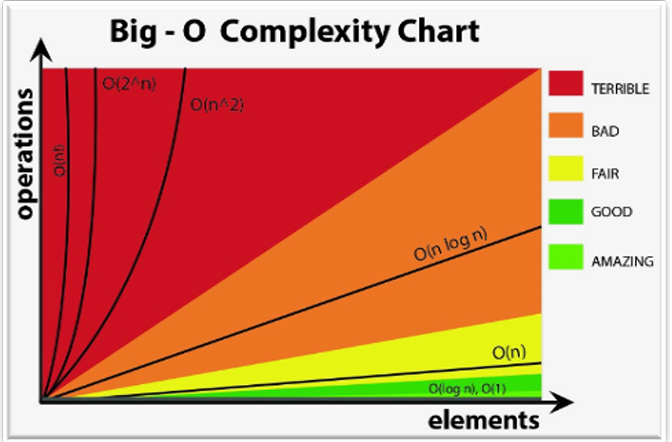 Big - O Complexity Chart
operations
O(n!)
O(2^n)
O(n^2)
O(n log n)
O(n)
O(log n), O(1)
elements
TERRIBLE
BAD
FAIR
GOOD
AMAZING